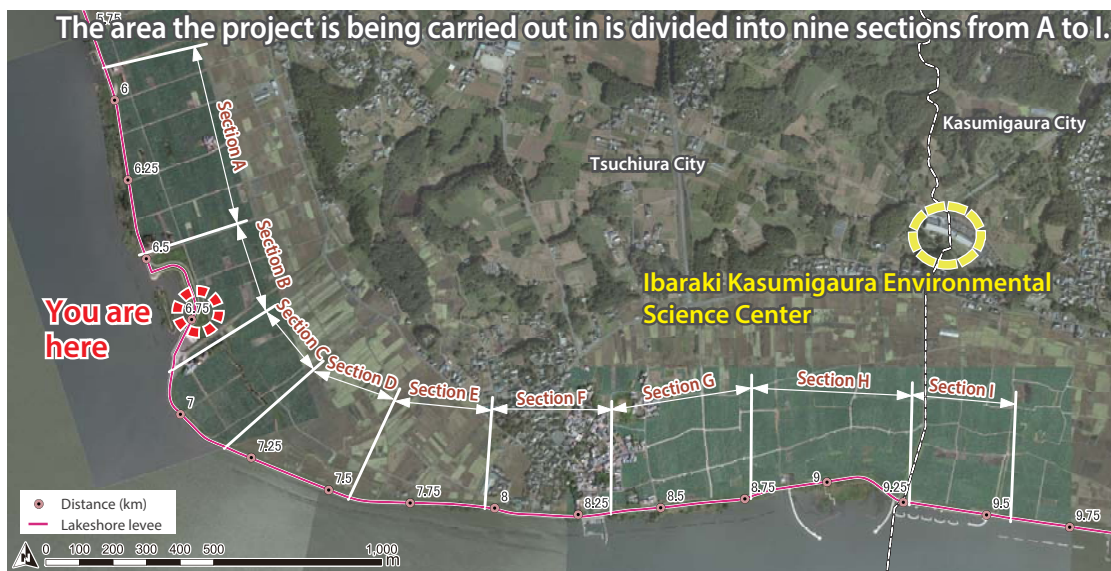 The area the project is being carried out in is divided into nine sections from A to I.
5.75
6
6.25
6.5
6.75
7
7.25
7.5
7.75
8
8.25
8.5
8.75
9
9.25
9.5
9.75
Section A
Section B
Section C
Section D
Section E
Section F
Section G
Section H
Section I
Tsuchiura City
Kasumigaura City
Ibaraki Kasumigaura Environmental
Science Center
You are
here
Distance (km)
Lakeshore levee
N
0 100 200 300 400 500 1,000
m